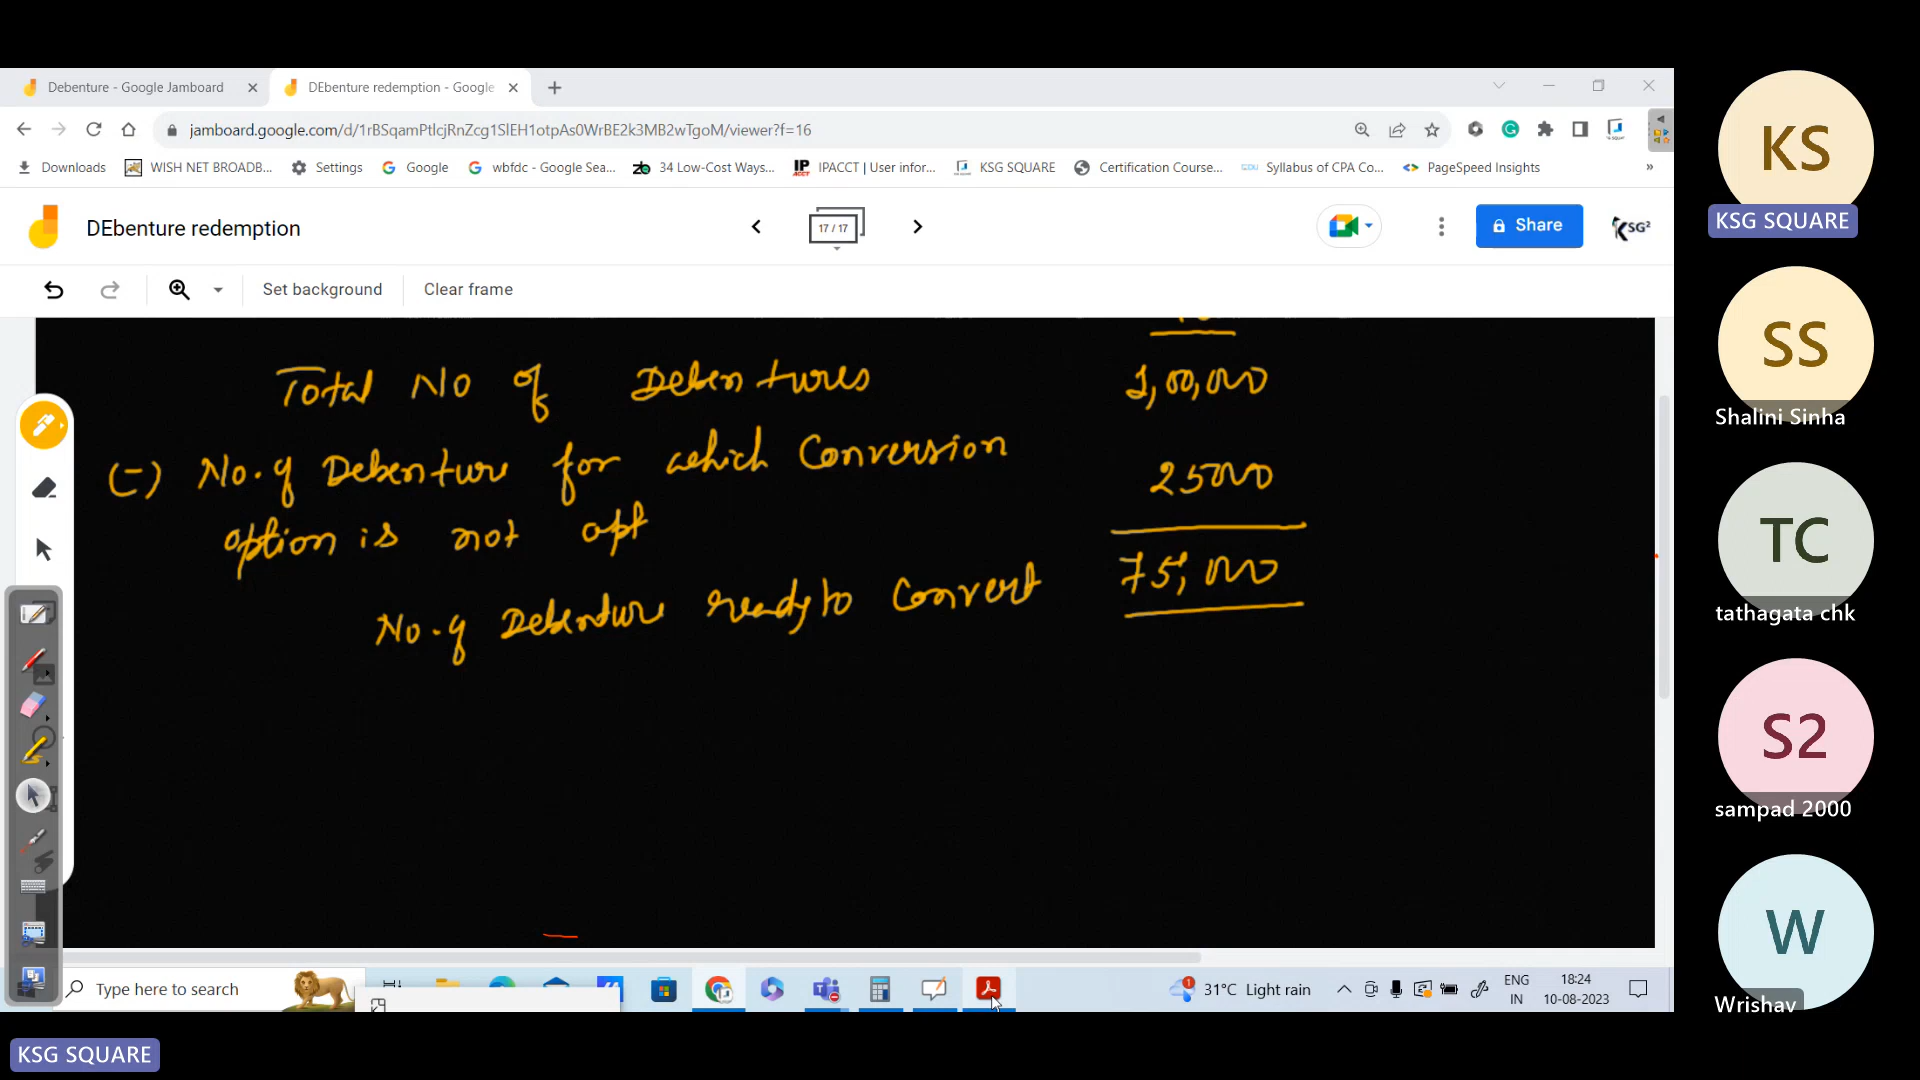 Debenture - Google Jamboard
DEbenture redemption - Google
jamboard.google.com/d/1rBSqamPtlcjRnZcg1SlEH1otpAs0WrBE2k3MB2wTgoM/viewer?f=16
Downloads WISH NET BROADB... Settings Google wbfdc - Google Sea... 34 Low-Cost Ways... IPACCT | User infor... KSG SQUARE Certification Course... Syllabus of CPA Co... PageSpeed Insights »
DEbenture redemption 17 / 17 Share KSG²
Set background Clear frame
Total No of Debentures 1,00,000
(-) No. of Debenture for which Conversion 25000
option is not opt
No. of Debenture ready to Convert 75,000
Type here to search
31°C Light rain
ENG
IN
18:24
10-08-2023
KS
KSG SQUARE
SS
Shalini Sinha
TC
tathagata chk
S2
sampad 2000
W
Wrishav
KSG SQUARE